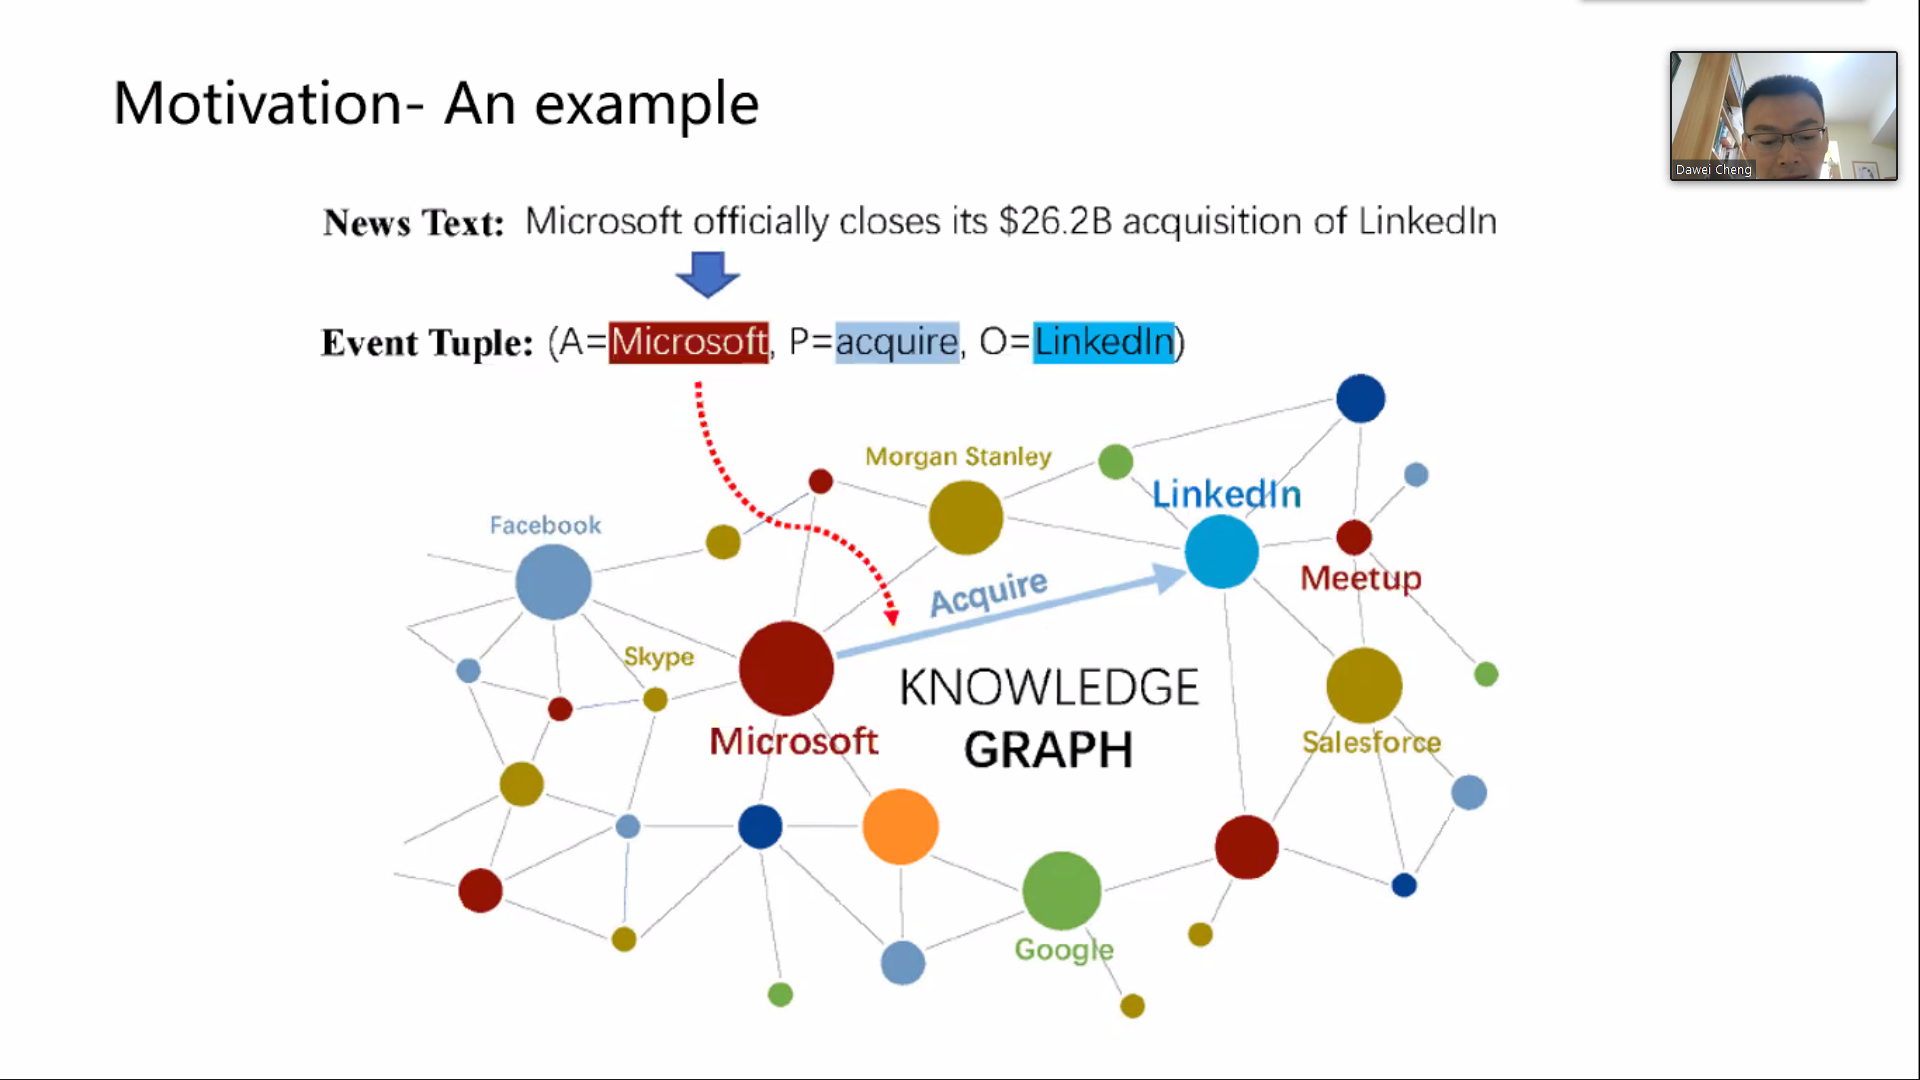 Motivation- An example
Dawei Cheng
News Text: Microsoft officially closes its $26.2B acquisition of LinkedIn
Event Tuple: (A=Microsoft, P=acquire, O=LinkedIn)
Morgan Stanley
LinkedIn
Facebook
Acquire
Meetup
Skype
KNOWLEDGE
GRAPH
Microsoft
Salesforce
Google